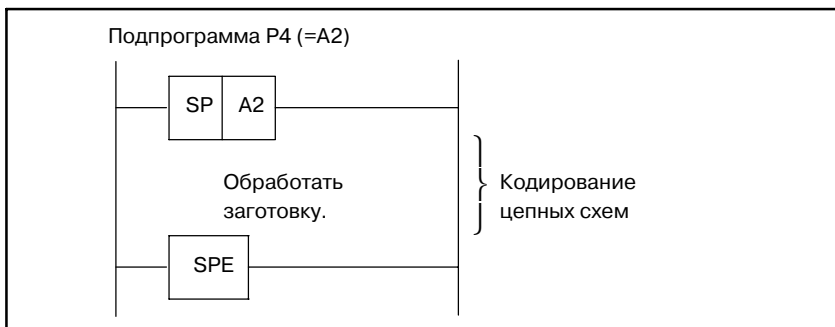 Подпрограмма P4 (=A2)
SP A2
Обработать
заготовку.
Кодирование
цепных схем
SPE